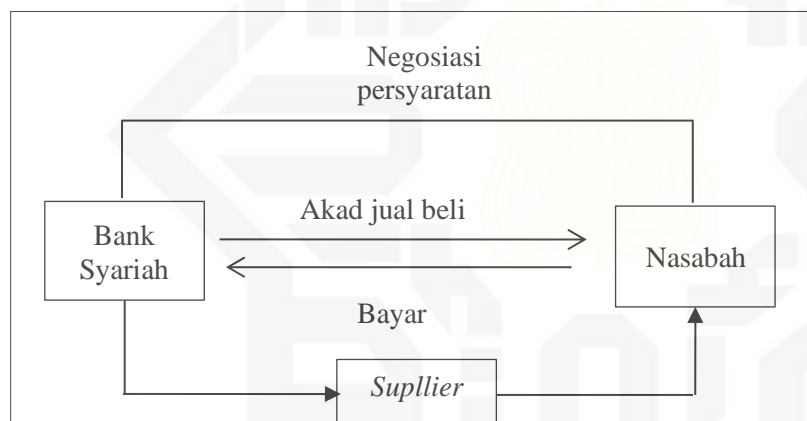 Negosiasi
persyaratan
Akad jual beli
Bank
Syariah
Nasabah
Bayar
Supllier